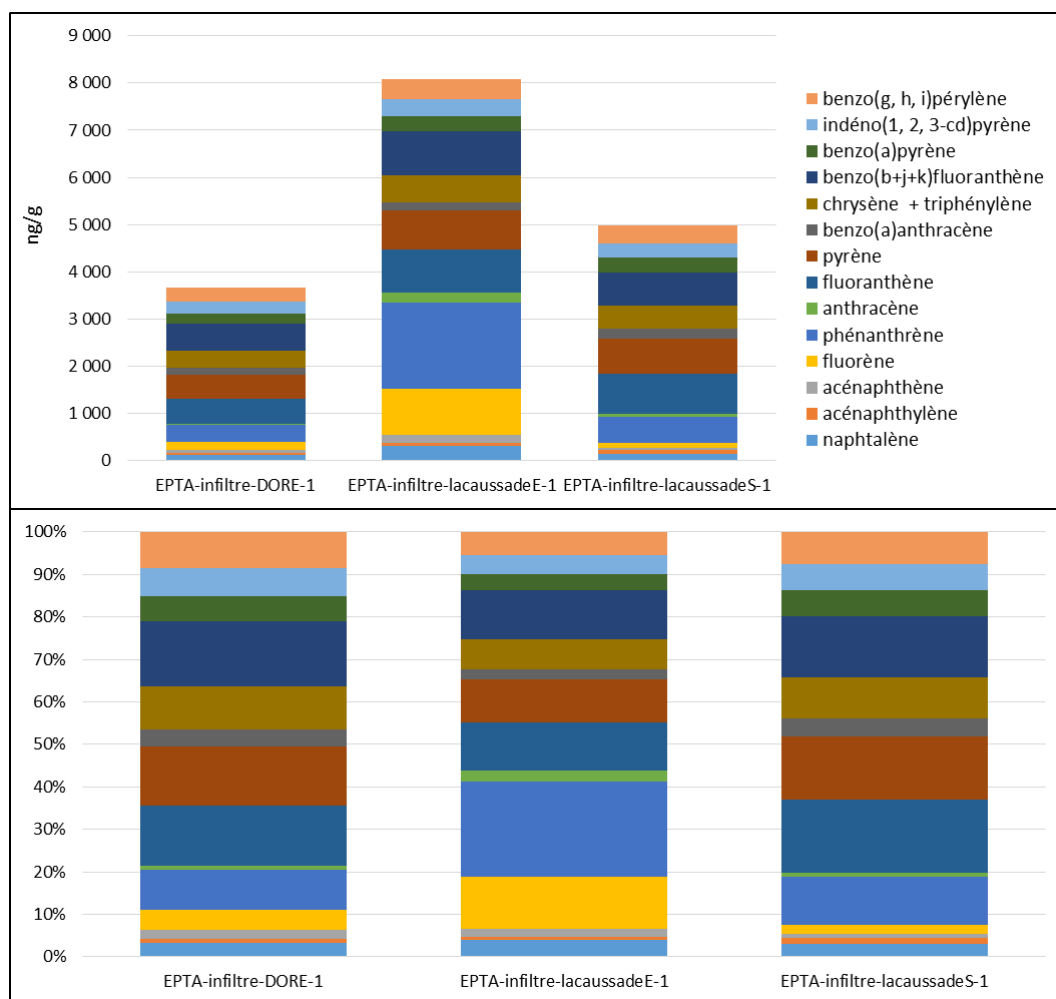 9 000
8 000
7 000
6 000
5 000
4 000
3 000
2 000
1 000
0
ng/g
EPTA-infiltre-DORE-1
EPTA-infiltre-lacaussadeE-1
EPTA-infiltre-lacaussadeS-1
benzo(g, h, i)pérylène
indéno(1, 2, 3-cd)pyrène
benzo(a)pyrène
benzo(b+j+k)fluoranthène
chrysène + triphénylène
benzo(a)anthracène
pyrène
fluoranthène
anthracène
phénanthrène
fluorène
acénaphthène
acénaphthylène
naphtalène
100%
90%
80%
70%
60%
50%
40%
30%
20%
10%
0%
EPTA-infiltre-DORE-1
EPTA-infiltre-lacaussadeE-1
EPTA-infiltre-lacaussadeS-1